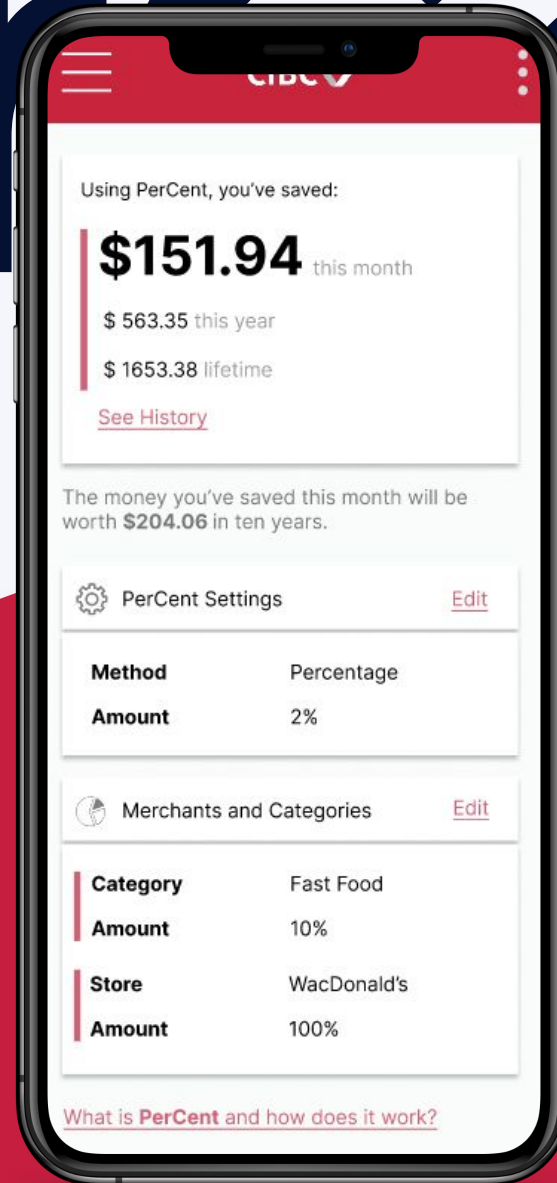 CIBC
Using PerCent, you've saved:
$151.94 this month
$ 563.35 this year
$ 1653.38 lifetime
See History
The money you've saved this month will be
worth $204.06 in ten years.
PerCent Settings Edit
Method Percentage
Amount 2%
Merchants and Categories Edit
Category Fast Food
Amount 10%
Store WacDonald's
Amount 100%
What is PerCent and how does it work?